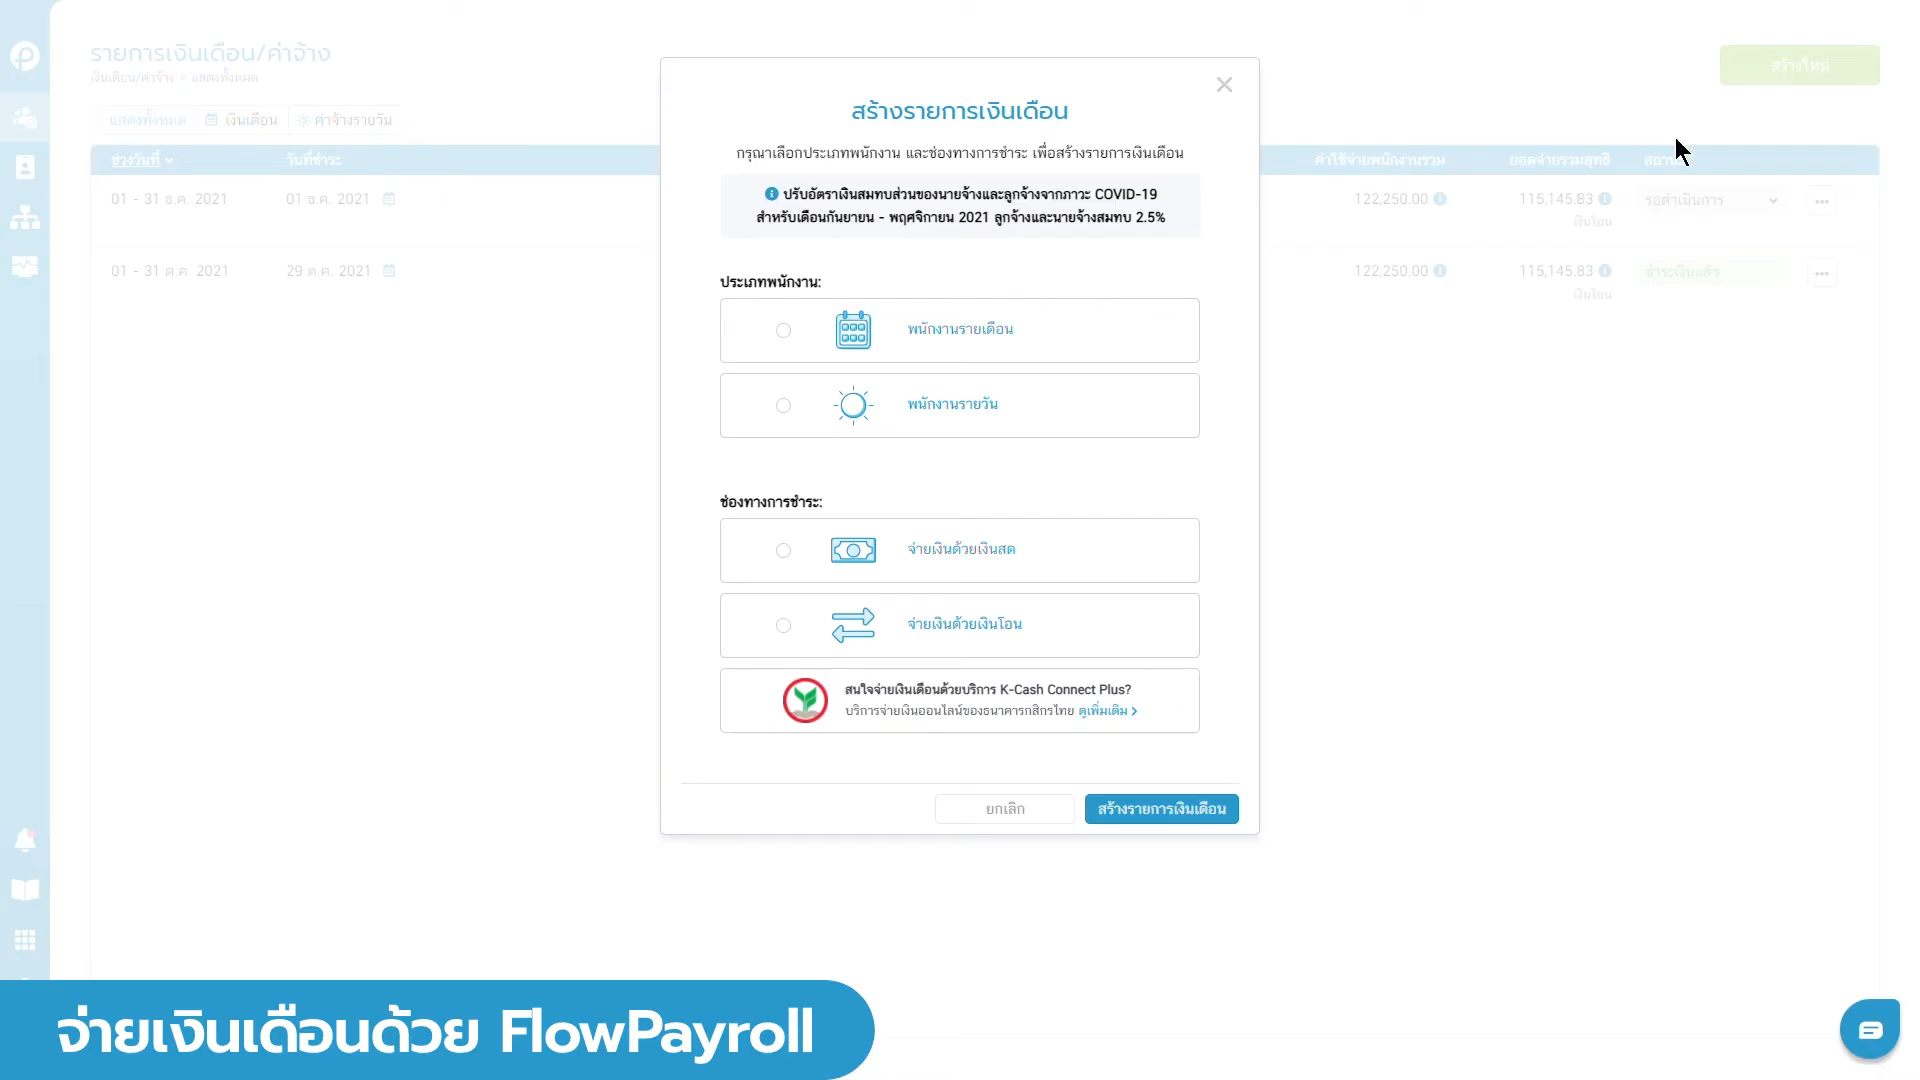 รายการเงินเดือน/ค่าจ้าง
เงินเดือน/ค่าจ้าง > แสดงทั้งหมด
สร้างใหม่
แสดงทั้งหมด เงินเดือน ค่าจ้างรายวัน
ช่วงวันที่ วันที่ชำระ ค่าใช้จ่ายพนักงานรวม ยอดจ่ายรวมสุทธิ
01 - 31 ธ.ค. 2021 01 ธ.ค. 2021 122,250.00 115,145.83 รอดำเนินการ
เงินโอน
01 - 31 ต.ค. 2021 29 ต.ค. 2021 122,250.00 115,145.83 ชำระเงินแล้ว
เงินโอน
สร้างรายการเงินเดือน
กรุณาเลือกประเภทพนักงาน และช่องทางการชำระ เพื่อสร้างรายการเงินเดือน
ปรับอัตราเงินสมทบส่วนของนายจ้างและลูกจ้างจากภาวะ COVID-19
สำหรับเดือนกันยายน - พฤศจิกายน 2021 ลูกจ้างและนายจ้างสมทบ 2.5%
ประเภทพนักงาน:
พนักงานรายเดือน
พนักงานรายวัน
ช่องทางการชำระ:
จ่ายเงินด้วยเงินสด
จ่ายเงินด้วยเงินโอน
สนใจจ่ายเงินเดือนด้วยบริการ K-Cash Connect Plus?
บริการจ่ายเงินออนไลน์ของธนาคารกสิกรไทย ดูเพิ่มเติม >
ยกเลิก สร้างรายการเงินเดือน
จ่ายเงินเดือนด้วย FlowPayroll